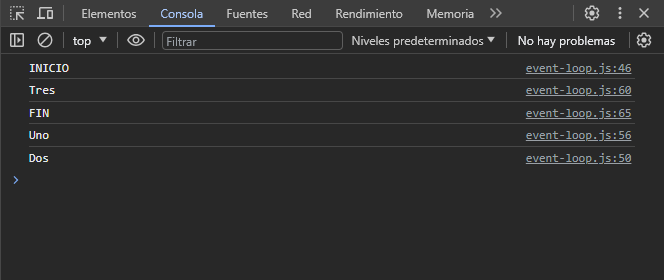 Elementos Consola Fuentes Red Rendimiento Memoria
top Filtrar Niveles predeterminados No hay problemas
INICIO event-loop.js:46
Tres event-loop.js:60
FIN event-loop.js:65
Uno event-loop.js:56
Dos event-loop.js:50